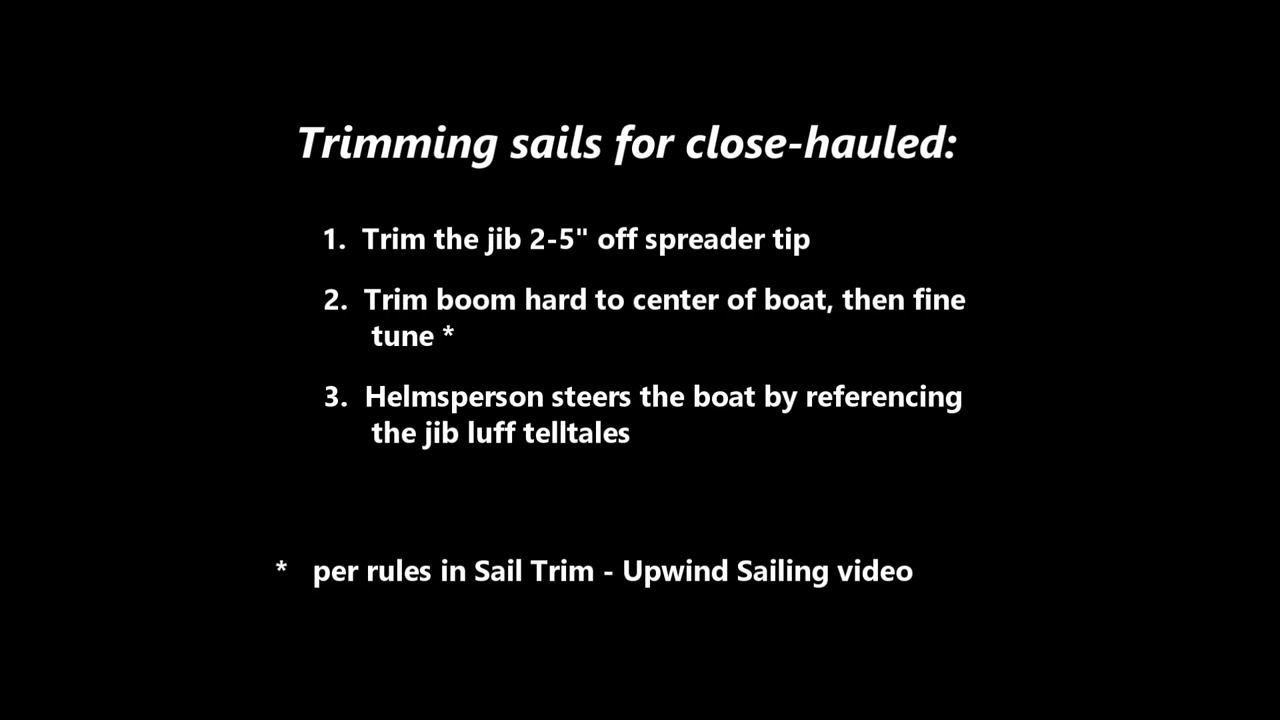 Trimming sails for close-hauled:
1. Trim the jib 2-5" off spreader tip
2. Trim boom hard to center of boat, then fine
tune *
3. Helmsperson steers the boat by referencing
the jib luff telltales
* per rules in Sail Trim - Upwind Sailing video